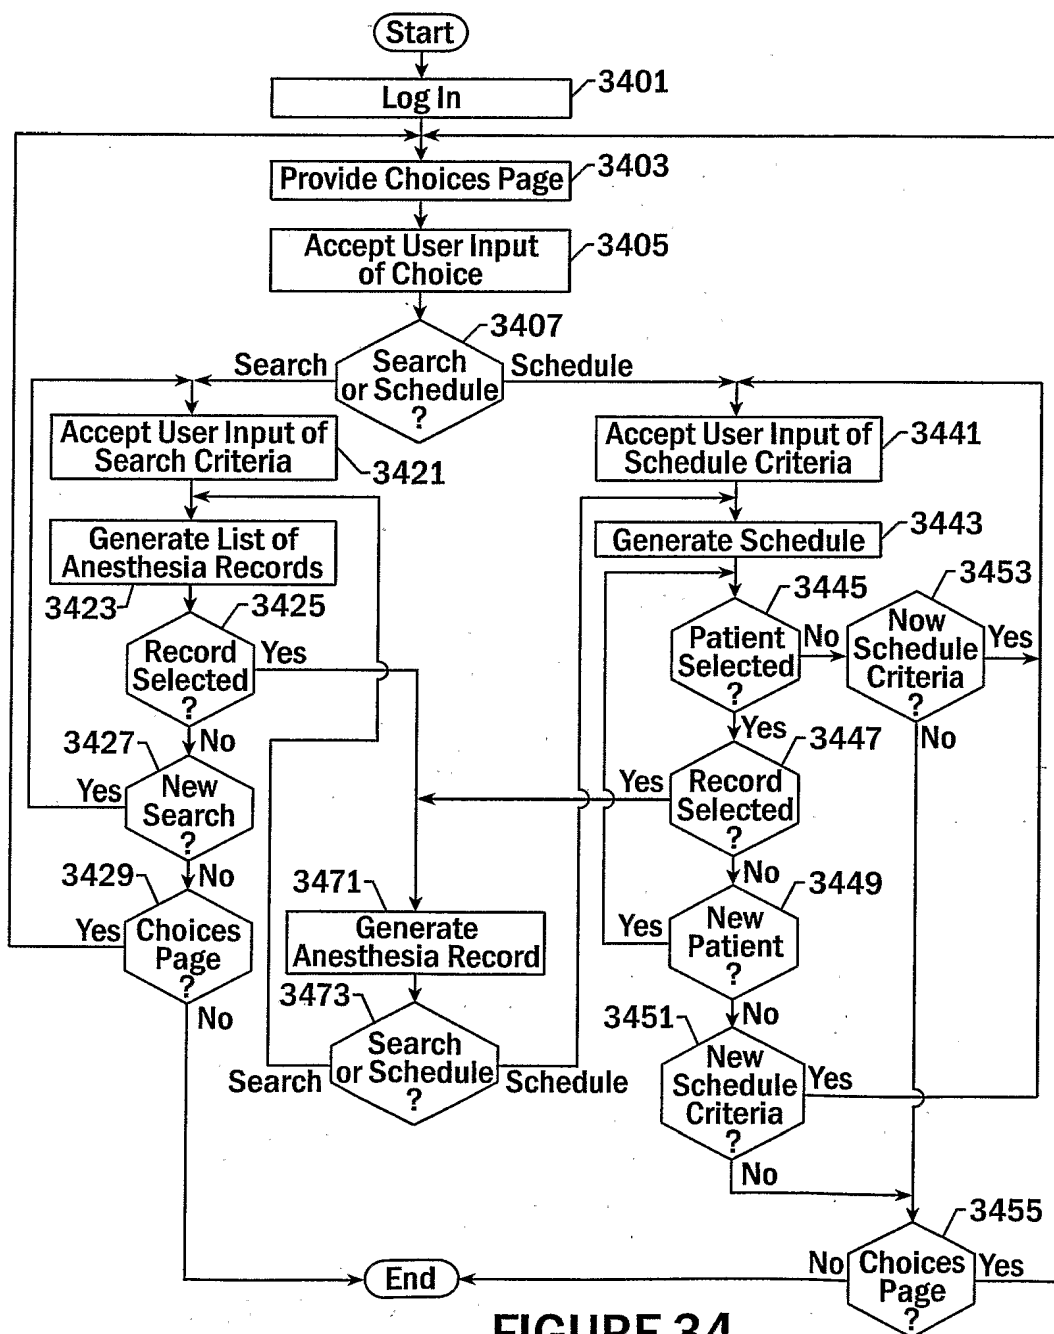 Start
3401
Log In
3403
Provide Choices Page
3405
Accept User Input
of Choice
3407
Search
or Schedule
?
Search
Schedule
Accept User Input of
Search Criteria
3421
Accept User Input of
Schedule Criteria
3441
Generate List of
Anesthesia Records
3423
Generate Schedule
3443
3425
Record
Selected
?
Yes
No
3445
Patient
Selected
?
No
Yes
3453
Now
Schedule
Criteria
?
Yes
No
3427
New
Search
?
Yes
No
3447
Record
Selected
?
Yes
No
3429
Choices
Page
?
Yes
No
3471
Generate
Anesthesia Record
3449
New
Patient
?
Yes
No
3473
Search
or Schedule
?
Search
Schedule
3451
New
Schedule
Criteria
?
Yes
No
3455
Choices
Page
?
No
Yes
End
FIGURE 34